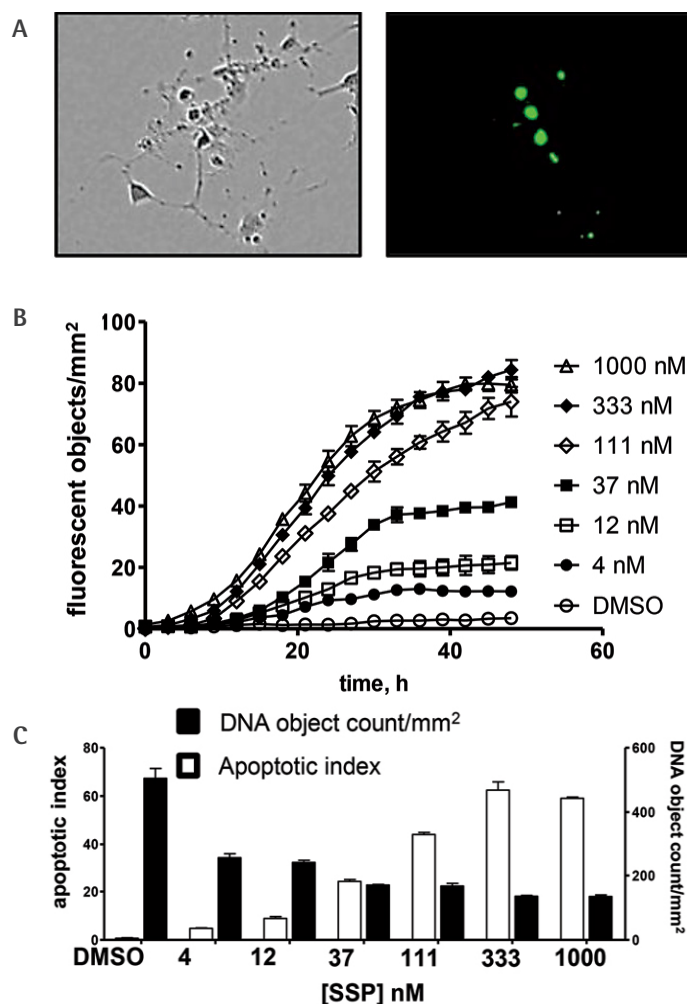 A
B
100
80
60
40
20
0
fluorescent objects/mm²
0 20 40 60
time, h
1000 nM
333 nM
111 nM
37 nM
12 nM
4 nM
DMSO
C
DNA object count/mm²
Apoptotic index
80
60
40
20
0
apoptotic index
600
400
200
0
DNA object count/mm²
DMSO 4 12 37 111 333 1000
[SSP] nM